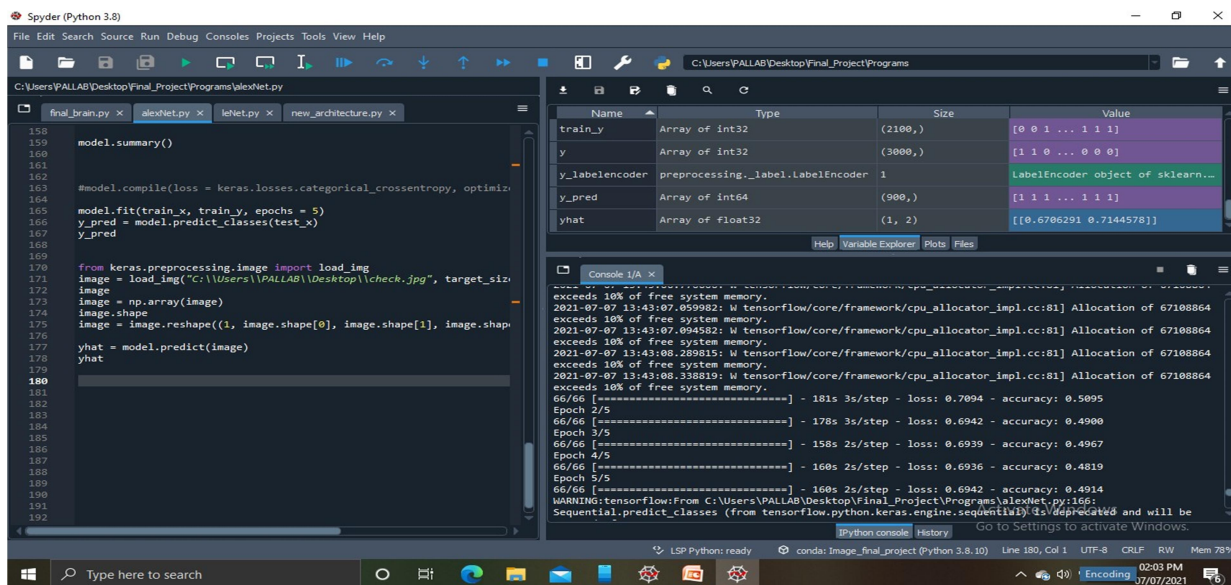 Spyder (Python 3.8)
File Edit Search Source Run Debug Consoles Projects Tools View Help
C:\Users\PALLAB\Desktop\Final_Project\Programs
C:\Users\PALLAB\Desktop\Final_Project\Programs\alexNet.py
final_brain.py × alexNet.py × leNet.py × new_architecture.py ×
158
159 model.summary()
160
161
162
163 #model.compile(loss = keras.losses.categorical_crossentropy, optimiz
164
165 model.fit(train_x, train_y, epochs = 5)
166 y_pred = model.predict_classes(test_x)
167 y_pred
168
169
170 from keras.preprocessing.image import load_img
171 image = load_img("C:\\Users\\PALLAB\\Desktop\\check.jpg", target_siz
172 image
173 image = np.array(image)
174 image.shape
175 image = image.reshape((1, image.shape[0], image.shape[1], image.shap
176
177 yhat = model.predict(image)
178 yhat
179
180
181
182
183
184
185
186
187
188
189
190
191
192
Name Type Size Value
train_y Array of int32 (2100,) [0 0 1 ... 1 1 1]
y Array of int32 (3000,) [1 1 0 ... 0 0 0]
y_labelencoder preprocessing._label.LabelEncoder 1 LabelEncoder object of sklearn....
y_pred Array of int64 (900,) [1 1 1 ... 1 1 1]
yhat Array of float32 (1, 2) [[0.6706291 0.7144578]]
Help Variable Explorer Plots Files
Console 1/A ×
exceeds 10% of free system memory.
2021-07-07 13:43:07.059982: W tensorflow/core/framework/cpu_allocator_impl.cc:81] Allocation of 67108864
exceeds 10% of free system memory.
2021-07-07 13:43:07.094582: W tensorflow/core/framework/cpu_allocator_impl.cc:81] Allocation of 67108864
exceeds 10% of free system memory.
2021-07-07 13:43:08.289815: W tensorflow/core/framework/cpu_allocator_impl.cc:81] Allocation of 67108864
exceeds 10% of free system memory.
2021-07-07 13:43:08.338819: W tensorflow/core/framework/cpu_allocator_impl.cc:81] Allocation of 67108864
exceeds 10% of free system memory.
66/66 [==============================] - 181s 3s/step - loss: 0.7094 - accuracy: 0.5095
Epoch 2/5
66/66 [==============================] - 178s 3s/step - loss: 0.6942 - accuracy: 0.4900
Epoch 3/5
66/66 [==============================] - 158s 2s/step - loss: 0.6939 - accuracy: 0.4967
Epoch 4/5
66/66 [==============================] - 160s 2s/step - loss: 0.6936 - accuracy: 0.4819
Epoch 5/5
66/66 [==============================] - 160s 2s/step - loss: 0.6942 - accuracy: 0.4914
WARNING:tensorflow:From C:\Users\PALLAB\Desktop\Final_Project\Programs\alexNet.py:166:
Sequential.predict_classes (from tensorflow.python.keras.engine.sequential) is deprecated and will be
Activate Windows
Go to Settings to activate Windows.
IPython console History
LSP Python: ready conda: Image_final_project (Python 3.8.10) Line 180, Col 1 UTF-8 CRLF RW Mem 78%
Type here to search
Encoding
02:03 PM
07/07/2021